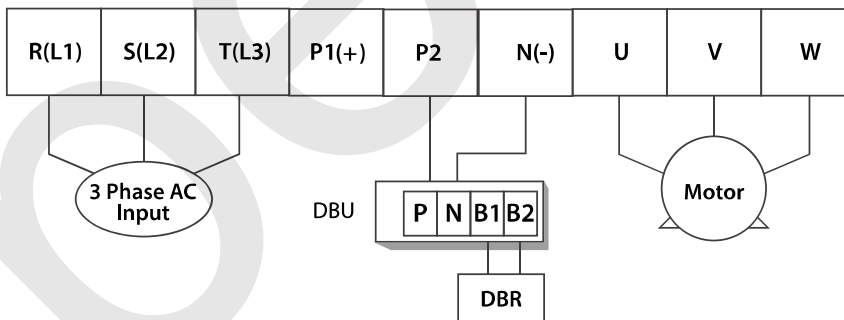 R(L1) S(L2) T(L3) P1(+) P2 N(-) U V W
3 Phase AC
Input
DBU
P N B1 B2
Motor
DBR